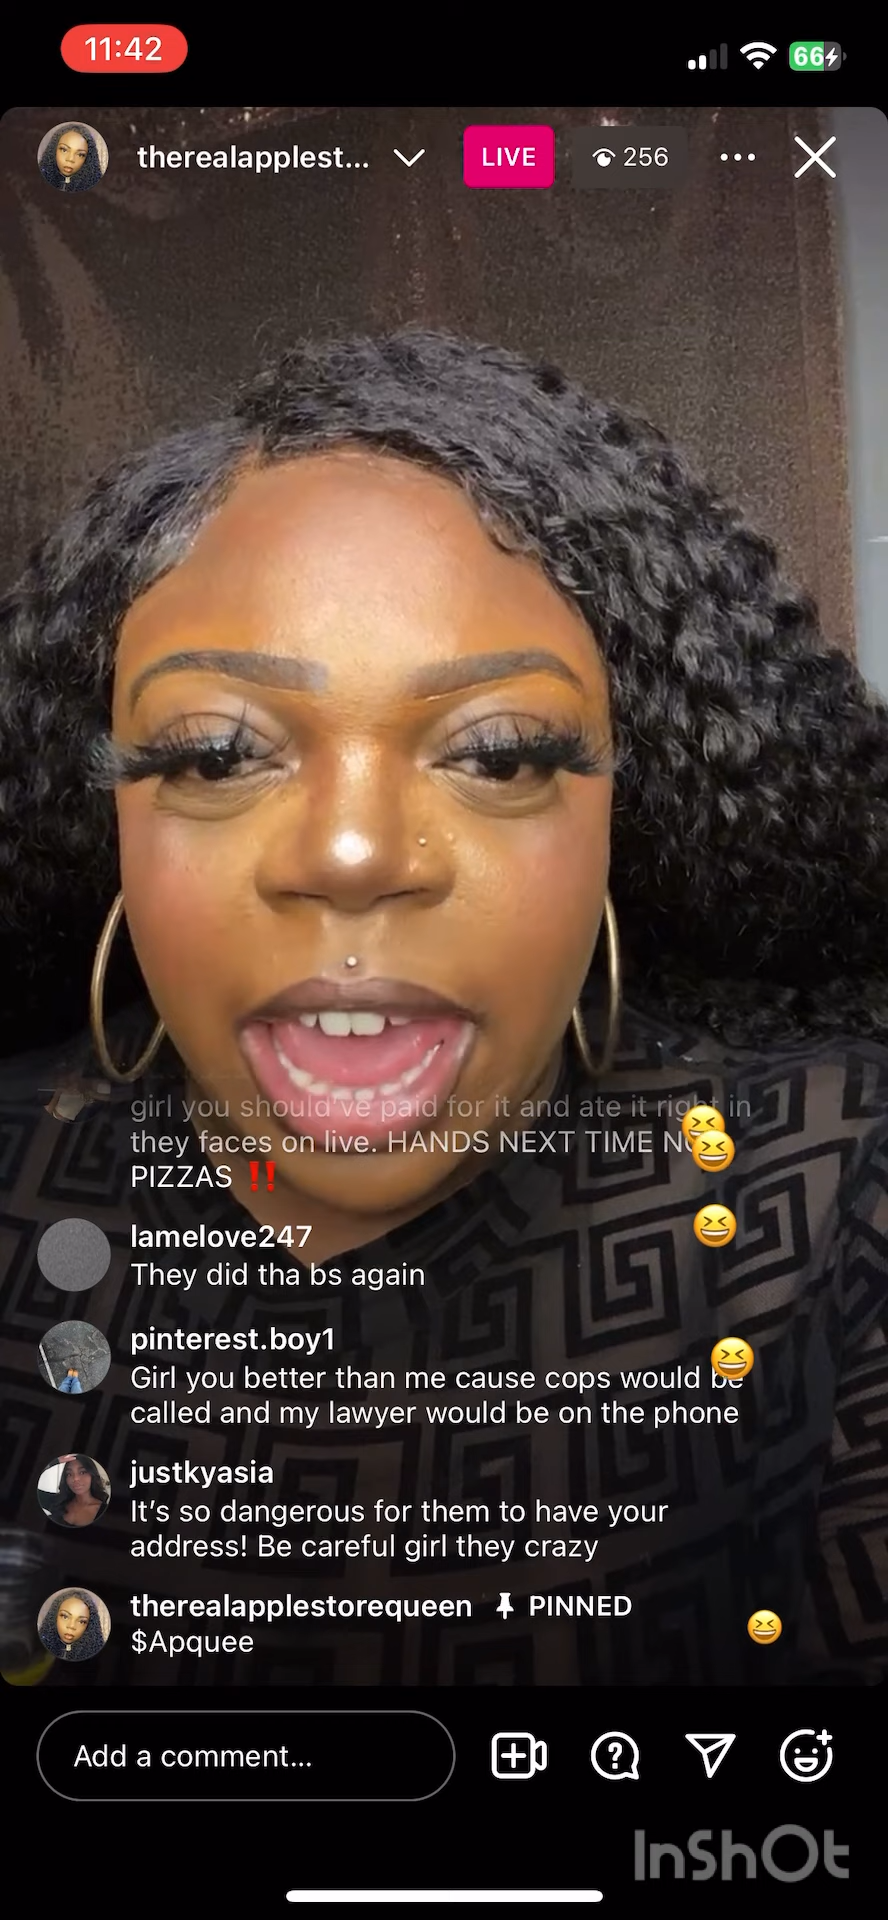 11:42
66
therealapplest...
LIVE
256
girl you should've paid for it and ate it right in
they faces on live. HANDS NEXT TIME
PIZZAS ‼️
lamelove247
They did tha bs again
pinterest.boy1
Girl you better than me cause cops would be
called and my lawyer would be on the phone
justkyasia
It's so dangerous for them to have your
address! Be careful girl they crazy
therealapplestorequeen PINNED
$Apquee
Add a comment...
InShOt